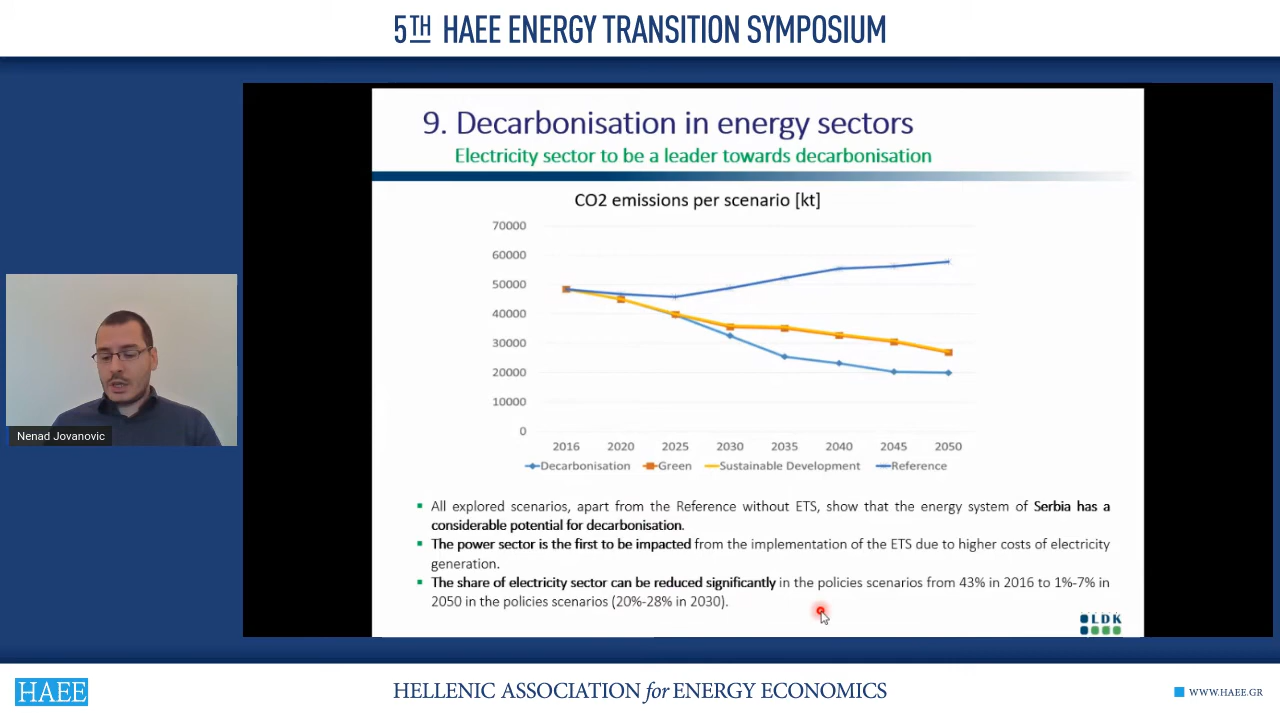 5TH HAEE ENERGY TRANSITION SYMPOSIUM
9. Decarbonisation in energy sectors
Electricity sector to be a leader towards decarbonisation
CO2 emissions per scenario [kt]
70000
60000
50000
40000
30000
20000
10000
0
2016 2020 2025 2030 2035 2040 2045 2050
Decarbonisation Green Sustainable Development Reference
All explored scenarios, apart from the Reference without ETS, show that the energy system of Serbia has a
considerable potential for decarbonisation.
The power sector is the first to be impacted from the implementation of the ETS due to higher costs of electricity
generation.
The share of electricity sector can be reduced significantly in the policies scenarios from 43% in 2016 to 1%-7% in
2050 in the policies scenarios (20%-28% in 2030).
LDK
Nenad Jovanovic
HAEE
HELLENIC ASSOCIATION for ENERGY ECONOMICS
WWW.HAEE.GR